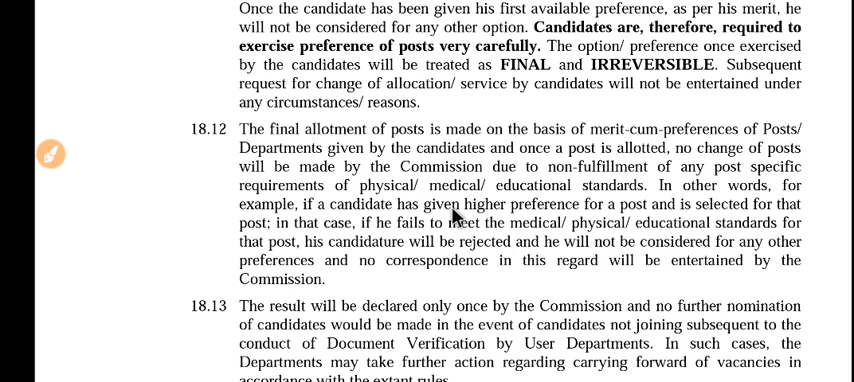 Once the candidate has been given his first available preference, as per his merit, he
will not be considered for any other option. Candidates are, therefore, required to
exercise preference of posts very carefully. The option/ preference once exercised
by the candidates will be treated as FINAL and IRREVERSIBLE. Subsequent
request for change of allocation/ service by candidates will not be entertained under
any circumstances/ reasons.
18.12 The final allotment of posts is made on the basis of merit-cum-preferences of Posts/
Departments given by the candidates and once a post is allotted, no change of posts
will be made by the Commission due to non-fulfillment of any post specific
requirements of physical/ medical/ educational standards. In other words, for
example, if a candidate has given higher preference for a post and is selected for that
post; in that case, if he fails to meet the medical/ physical/ educational standards for
that post, his candidature will be rejected and he will not be considered for any other
preferences and no correspondence in this regard will be entertained by the
Commission.
18.13 The result will be declared only once by the Commission and no further nomination
of candidates would be made in the event of candidates not joining subsequent to the
conduct of Document Verification by User Departments. In such cases, the
Departments may take further action regarding carrying forward of vacancies in
accordance with the extant rules.